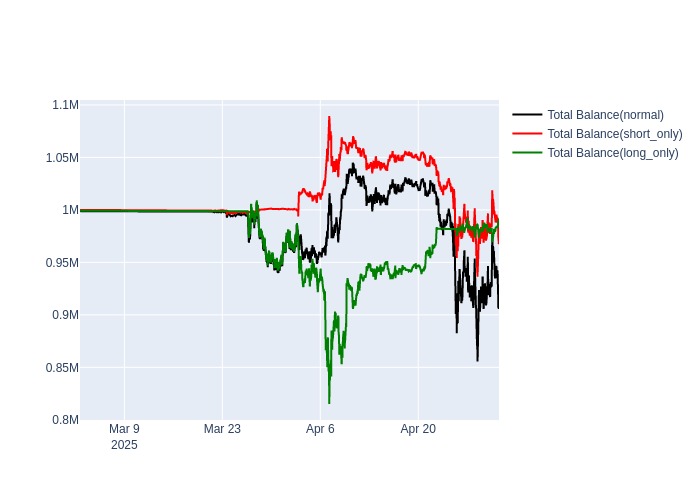 1.1M
1.05M
1M
0.95M
0.9M
0.85M
0.8M
Mar 9
2025
Mar 23
Apr 6
Apr 20
Total Balance(normal)
Total Balance(short_only)
Total Balance(long_only)